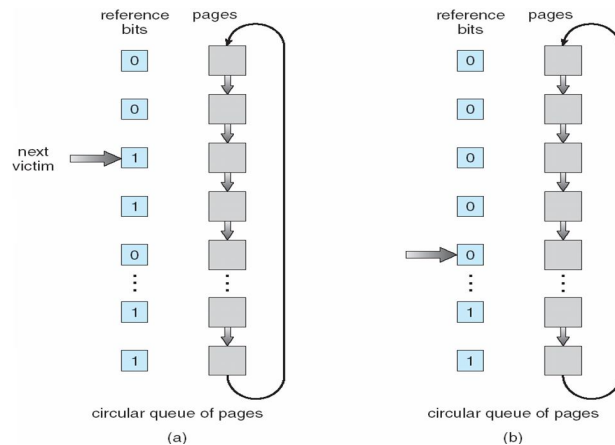 reference
bits
pages
0
0
next
victim
1
1
0
1
1
circular queue of pages
(a)
reference
bits
pages
0
0
0
0
0
1
1
circular queue of pages
(b)